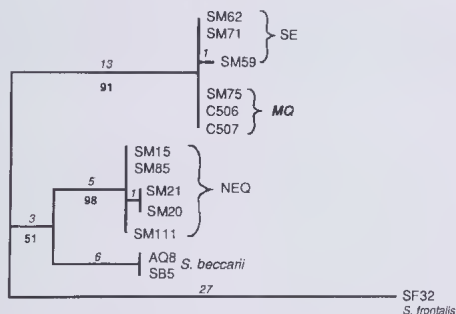 SM62
SM71
SE
1
SM59
13
91
SM75
C506
MQ
C507
SM15
SM85
5
98
1
SM21
NEQ
SM20
SM111
3
51
6
AQ8
S. beccarii
SB5
27
SF32
S. frontalis